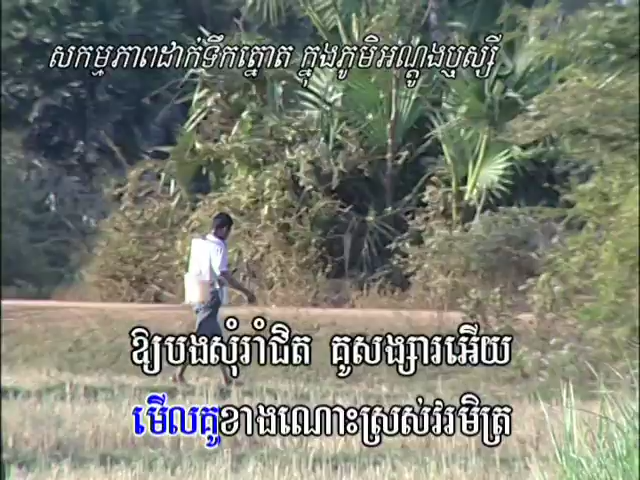 សកម្មភាពដាក់ទឹកត្នោត ក្នុងភូមិអណ្ដូងឫស្សី
ឱ្យបងសុំរាំជិត គូសង្សារអើយ
មើលគូខាងណោះស្រស់វរមិត្រ